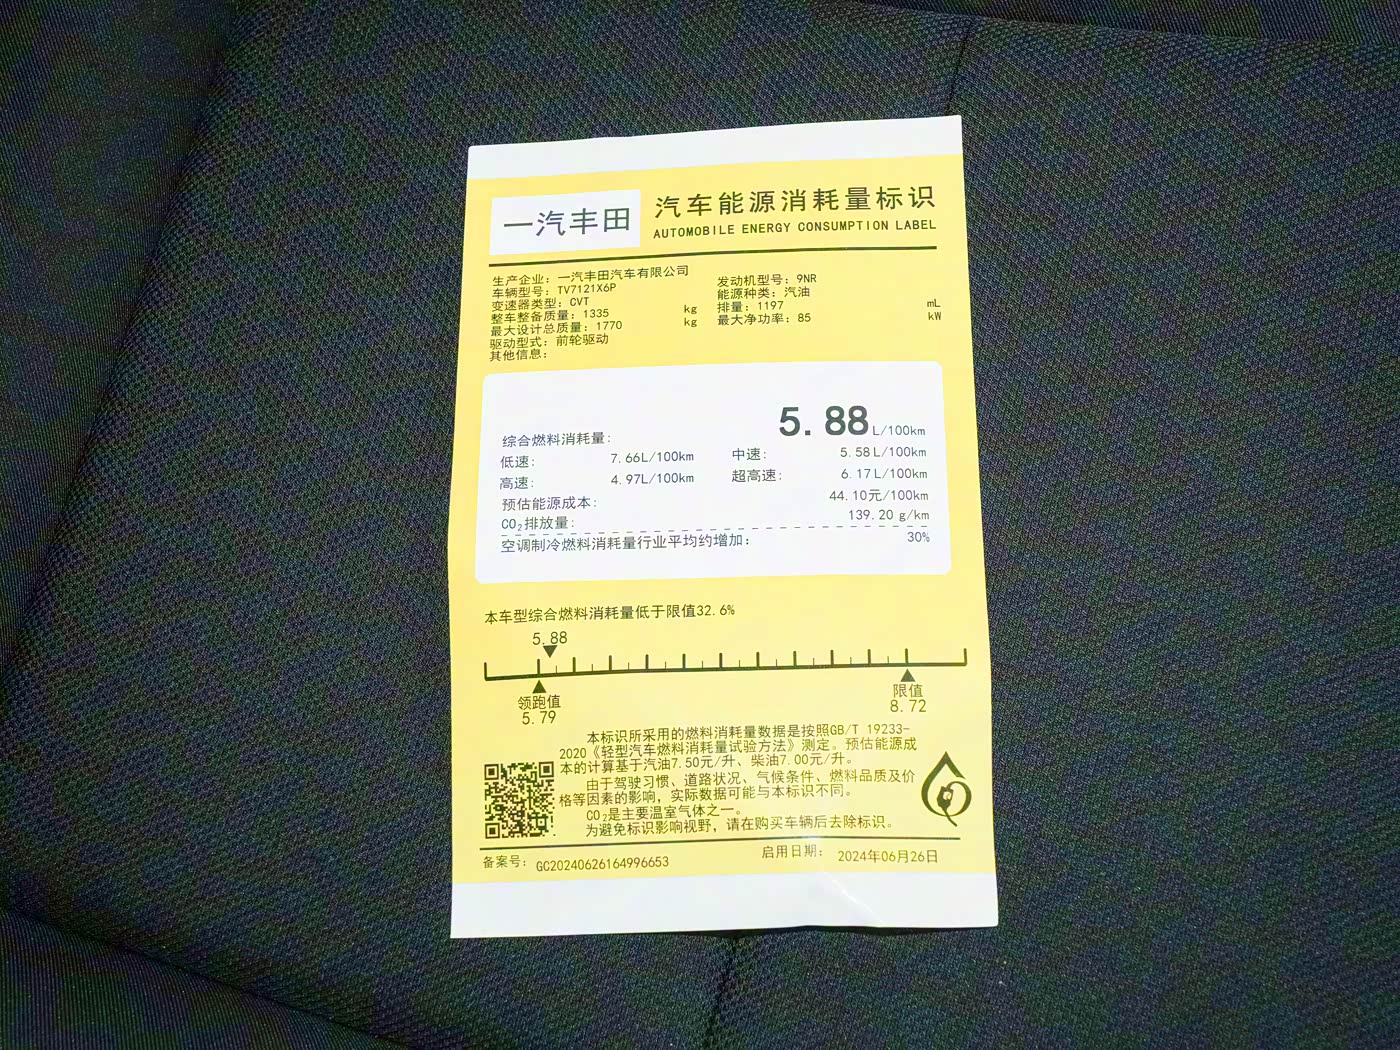 一汽丰田
汽车能源消耗量标识
AUTOMOBILE ENERGY CONSUMPTION LABEL
生产企业：一汽丰田汽车有限公司
车辆型号：TV7121X6P
变速器类型：CVT
整车整备质量：1335 kg
最大设计总质量：1770 kg
驱动型式：前轮驱动
其他信息：
发动机型号：9NR
能源种类：汽油
排量：1197 mL
最大净功率：85 kW
综合燃料消耗量： 5.88 L/100km
低速： 7.66L/100km 中速： 5.58L/100km
高速： 4.97L/100km 超高速： 6.17L/100km
预估能源成本： 44.10元/100km
CO₂排放量： 139.20 g/km
空调制冷燃料消耗量行业平均约增加： 30%
本车型综合燃料消耗量低于限值32.6%
5.88
领跑值
5.79
限值
8.72
本标识所采用的燃料消耗量数据是按照GB/T 19233-
2020《轻型汽车燃料消耗量试验方法》测定。预估能源成
本的计算基于汽油7.50元/升、柴油7.00元/升。
由于驾驶习惯、道路状况、气候条件、燃料品质及价
格等因素的影响，实际数据可能与本标识不同。
CO₂是主要温室气体之一。
为避免标识影响视野，请在购买车辆后去除标识。
备案号： GC20240626164996653
启用日期： 2024年06月26日